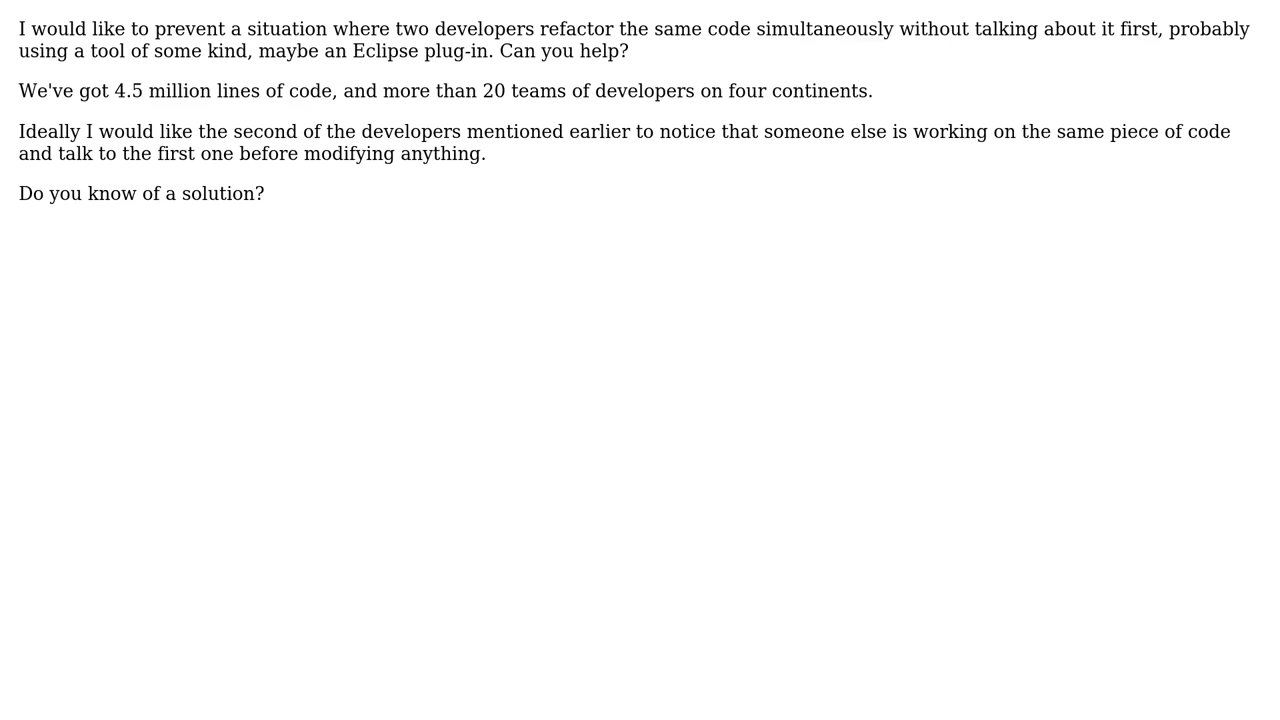 I would like to prevent a situation where two developers refactor the same code simultaneously without talking about it first, probably
using a tool of some kind, maybe an Eclipse plug-in. Can you help?
We've got 4.5 million lines of code, and more than 20 teams of developers on four continents.
Ideally I would like the second of the developers mentioned earlier to notice that someone else is working on the same piece of code
and talk to the first one before modifying anything.
Do you know of a solution?